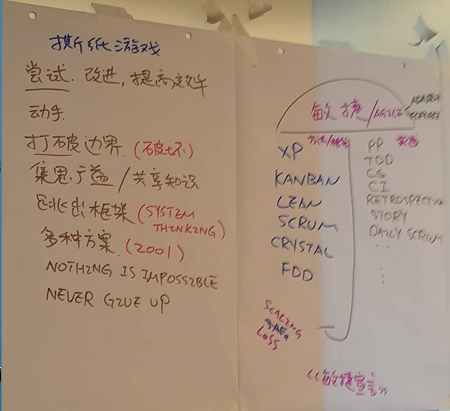 撕纸游戏
尝试. 改进, 提高效率
动手
打破边界. (破坏)
集思广益 / 共享知识
跳出框架 (SYSTEM THINKING)
多种方案. (2001)
NOTHING IS IMPOSSIBLE
NEVER GIVE UP
敏捷/AGILE
方法/框架
XP
KANBAN
LEAN
SCRUM
CRYSTAL
FDD
实践
PP
TDD
CS
CI
RETROSPECTIVE
STORY
DAILY SCRUM
...
SCALING
SAFe
LeSS
《敏捷宣言》